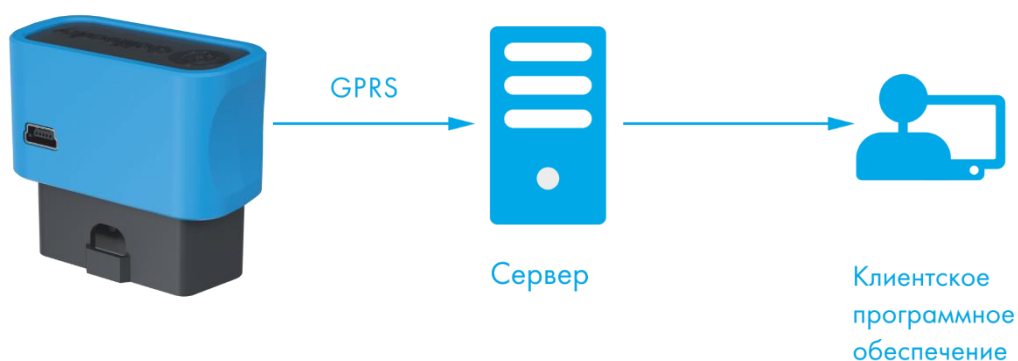 GPRS
Сервер
Клиентское
программное
обеспечение